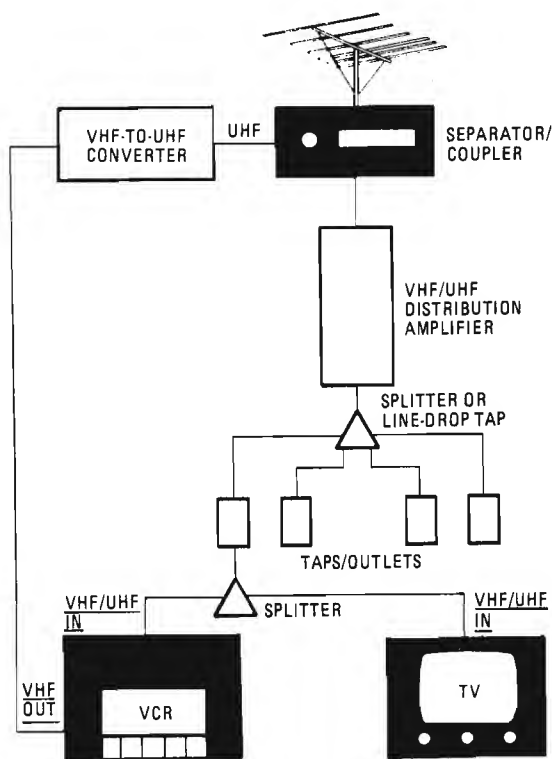 VHF-TO-UHF
CONVERTER
UHF
SEPARATOR/
COUPLER
VHF/UHF
DISTRIBUTION
AMPLIFIER
SPLITTER OR
LINE-DROP TAP
TAPS/OUTLETS
SPLITTER
VHF/UHF
IN
VHF/UHF
IN
VHF
OUT
VCR
TV